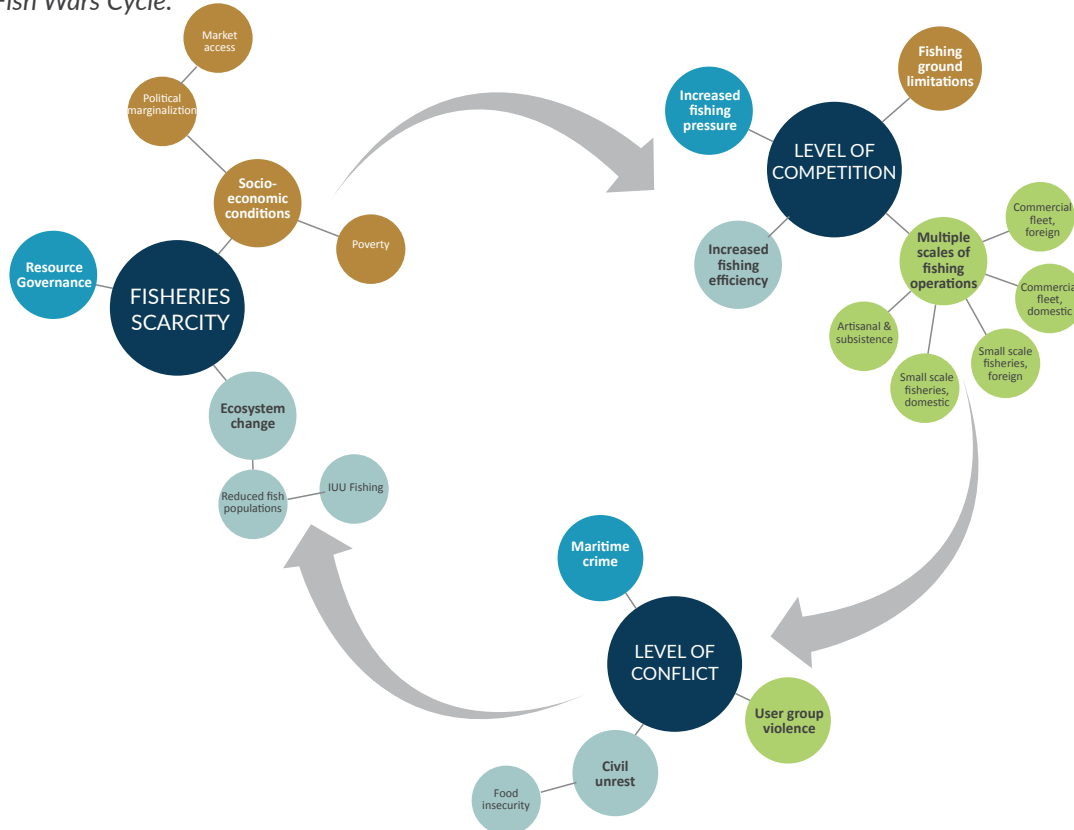 Fish Wars Cycle.
Market
access
Political
marginaliztion
Socio-
economic
conditions
Poverty
Resource
Governance
FISHERIES
SCARCITY
Ecosystem
change
Reduced fish
populations
IUU Fishing
Increased
fishing
pressure
Fishing
ground
limitations
LEVEL OF
COMPETITION
Increased
fishing
efficiency
Multiple
scales of
fishing
operations
Commercial
fleet,
foreign
Commercia
fleet,
domestic
Artisanal &
subsistence
Small scale
fisheries,
foreign
Small scale
fisheries,
domestic
Maritime
crime
LEVEL OF
CONFLICT
User group
violence
Civil
unrest
Food
insecurity